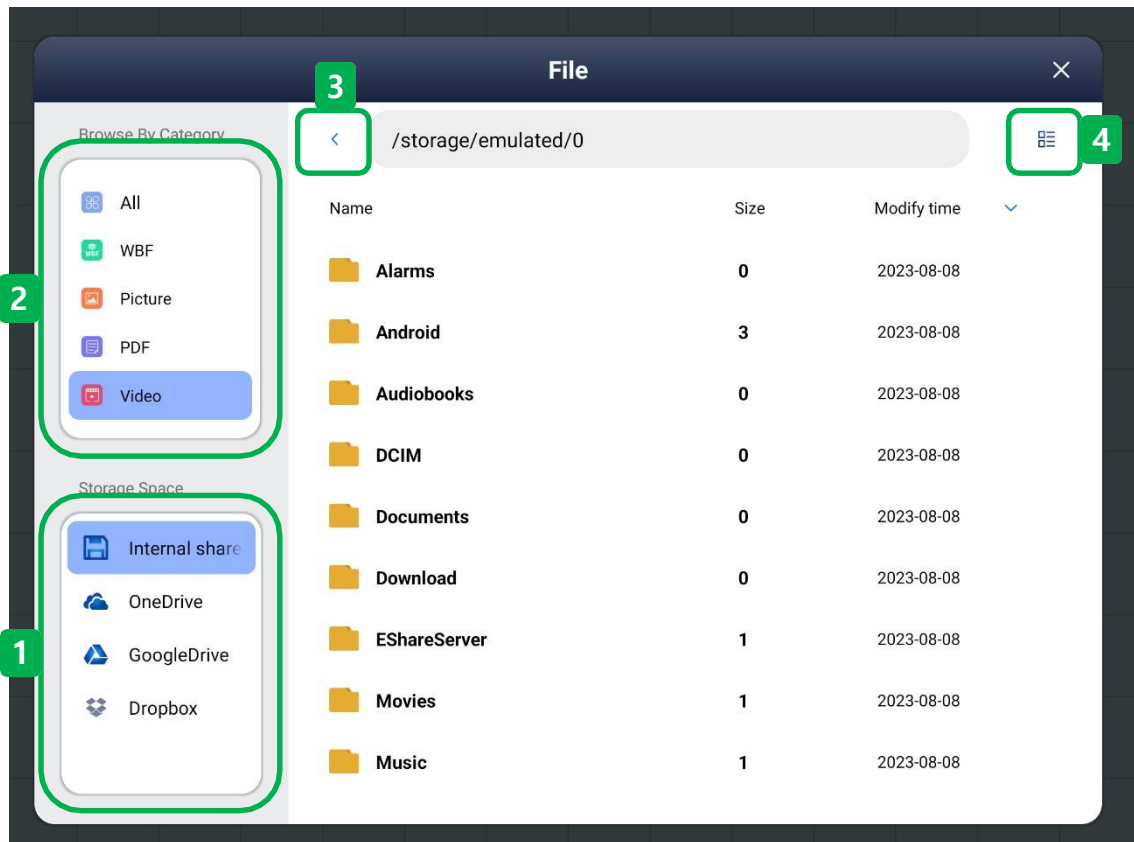 File
3
Browse By Category
/storage/emulated/0
4
All
WBF
WBF
Picture
PDF
Video
2
Name Size Modify time
Alarms 0 2023-08-08
Android 3 2023-08-08
Audiobooks 0 2023-08-08
DCIM 0 2023-08-08
Documents 0 2023-08-08
Download 0 2023-08-08
EShareServer 1 2023-08-08
Movies 1 2023-08-08
Music 1 2023-08-08
Storage Space
Internal share
OneDrive
1
GoogleDrive
Dropbox